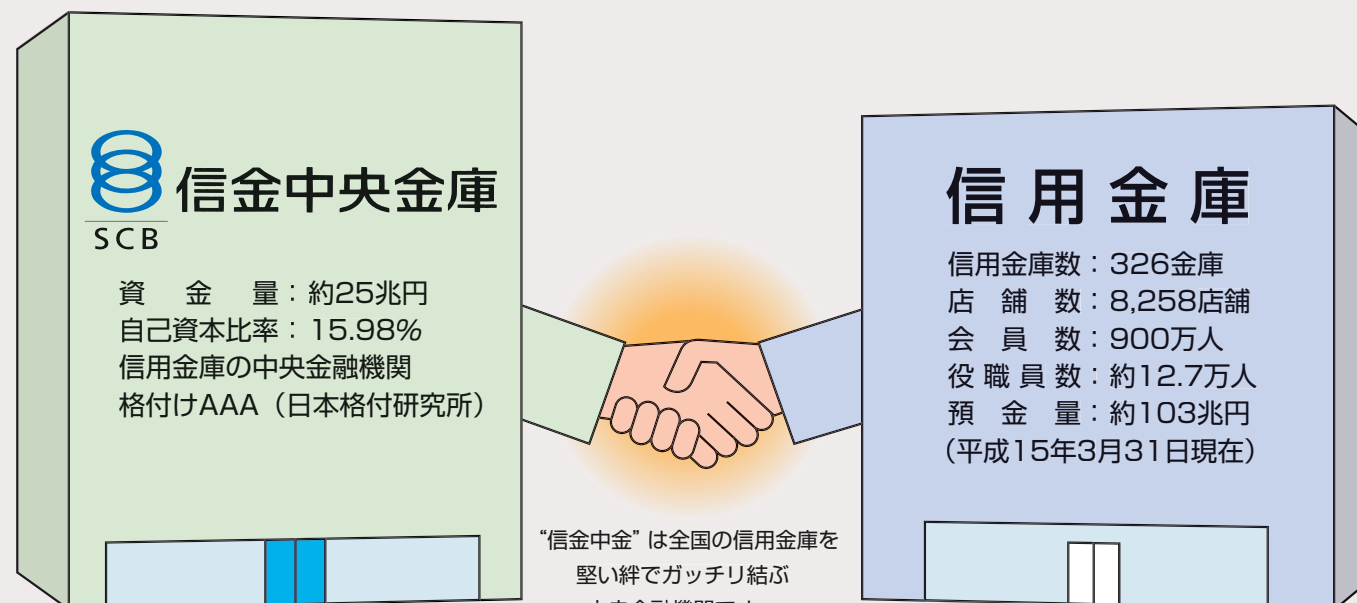 信金中央金庫
SCB
資金量：約25兆円
自己資本比率：15.98%
信用金庫の中央金融機関
格付けAAA（日本格付研究所）
信用金庫
信用金庫数：326金庫
店舗数：8,258店舗
会員数：900万人
役職員数：約12.7万人
預金量：約103兆円
（平成15年3月31日現在）
“信金中金”は全国の信用金庫を
堅い絆でガッチリ結ぶ